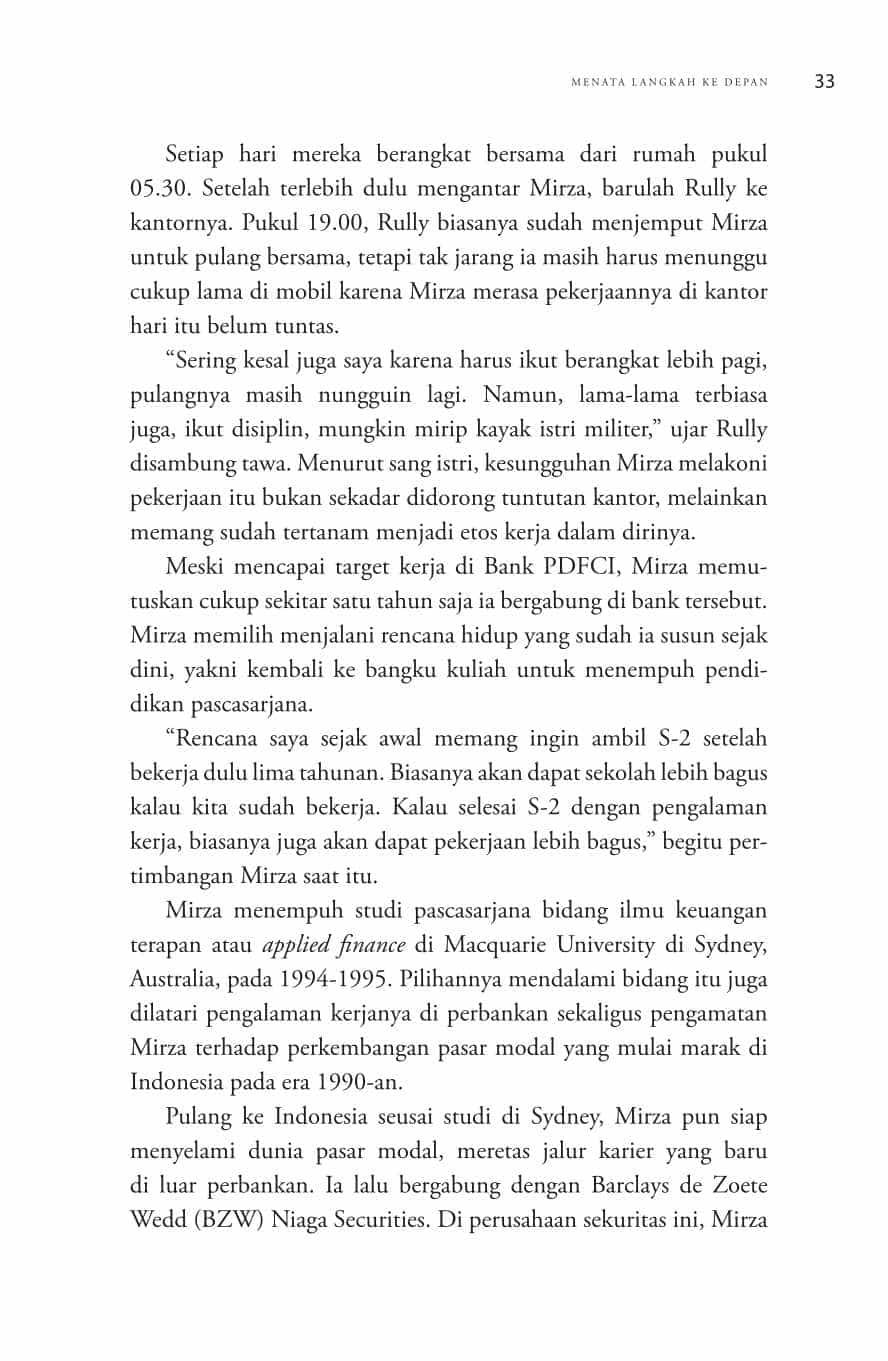 MENATA LANGKAH KE DEPAN 33
Setiap hari mereka berangkat bersama dari rumah pukul
05.30. Setelah terlebih dulu mengantar Mirza, barulah Rully ke
kantornya. Pukul 19.00, Rully biasanya sudah menjemput Mirza
untuk pulang bersama, tetapi tak jarang ia masih harus menunggu
cukup lama di mobil karena Mirza merasa pekerjaannya di kantor
hari itu belum tuntas.
“Sering kesal juga saya karena harus ikut berangkat lebih pagi,
pulangnya masih nungguin lagi. Namun, lama-lama terbiasa
juga, ikut disiplin, mungkin mirip kayak istri militer,” ujar Rully
disambung tawa. Menurut sang istri, kesungguhan Mirza melakoni
pekerjaan itu bukan sekadar didorong tuntutan kantor, melainkan
memang sudah tertanam menjadi etos kerja dalam dirinya.
Meski mencapai target kerja di Bank PDFCI, Mirza memu-
tuskan cukup sekitar satu tahun saja ia bergabung di bank tersebut.
Mirza memilih menjalani rencana hidup yang sudah ia susun sejak
dini, yakni kembali ke bangku kuliah untuk menempuh pendi-
dikan pascasarjana.
“Rencana saya sejak awal memang ingin ambil S-2 setelah
bekerja dulu lima tahunan. Biasanya akan dapat sekolah lebih bagus
kalau kita sudah bekerja. Kalau selesai S-2 dengan pengalaman
kerja, biasanya juga akan dapat pekerjaan lebih bagus,” begitu per-
timbangan Mirza saat itu.
Mirza menempuh studi pascasarjana bidang ilmu keuangan
terapan atau applied finance di Macquarie University di Sydney,
Australia, pada 1994-1995. Pilihannya mendalami bidang itu juga
dilatari pengalaman kerjanya di perbankan sekaligus pengamatan
Mirza terhadap perkembangan pasar modal yang mulai marak di
Indonesia pada era 1990-an.
Pulang ke Indonesia seusai studi di Sydney, Mirza pun siap
menyelami dunia pasar modal, meretas jalur karier yang baru
di luar perbankan. Ia lalu bergabung dengan Barclays de Zoete
Wedd (BZW) Niaga Securities. Di perusahaan sekuritas ini, Mirza